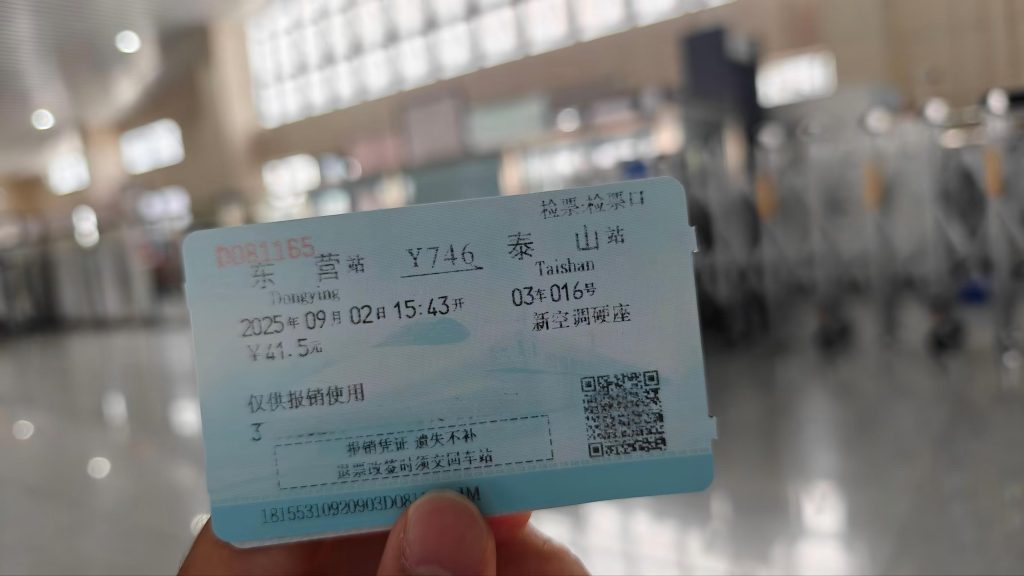 检票:检票口
D081165
东 营站 Y746 泰 山站
Dongying Taishan
2025年09月02日15:43开 03车016号
￥41.5元 新空调硬座
仅供报销使用
3
报销凭证 遗失不补
退票改签时须交回车站
18155310920903D081 JM